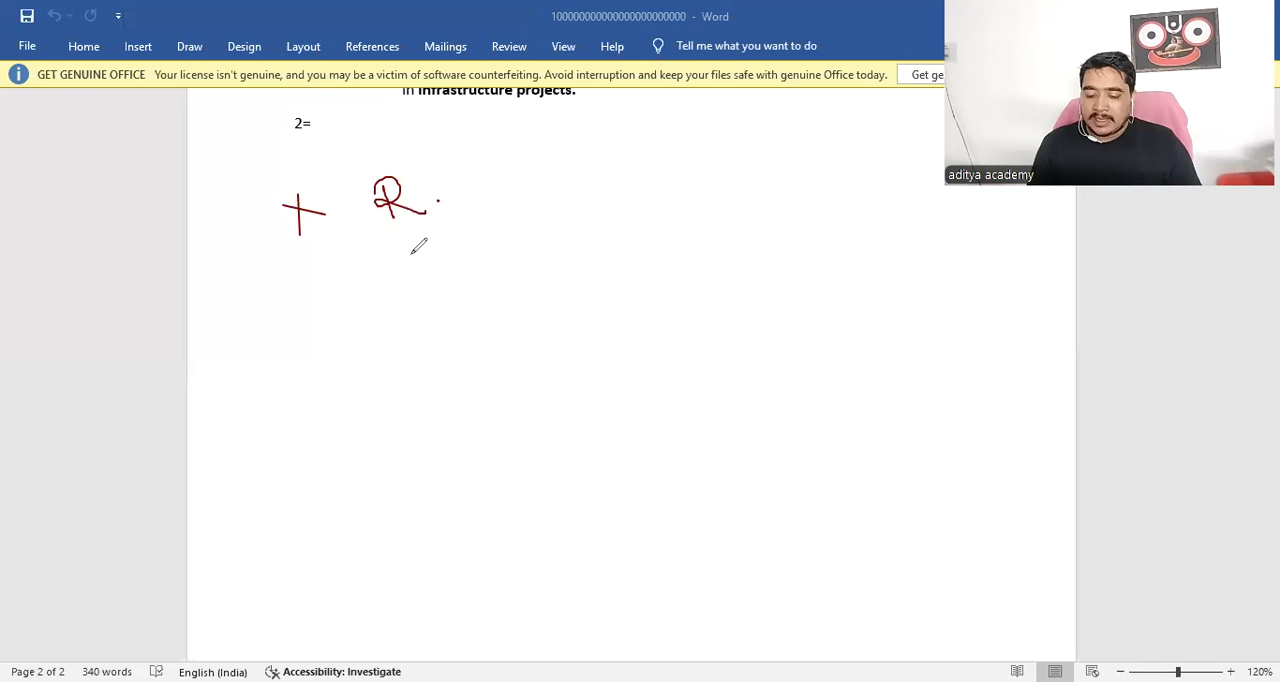 100000000000000000000000 - Word
File Home Insert Draw Design Layout References Mailings Review View Help Tell me what you want to do
GET GENUINE OFFICE Your license isn't genuine, and you may be a victim of software counterfeiting. Avoid interruption and keep your files safe with genuine Office today. Get ge
in infrastructure projects.
2=
+ R.
aditya academy
Page 2 of 2 340 words English (India) Accessibility: Investigate 120%